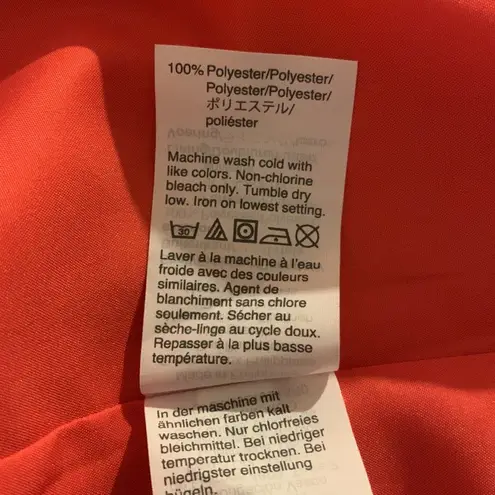 100% Polyester/Polyester/
Polyester/Polyester/
ポリエステル/
poliéster
Machine wash cold with
like colors. Non-chlorine
bleach only. Tumble dry
low. Iron on lowest setting.
30
Laver à la machine à l'eau
froide avec des couleurs
similaires. Agent de
blanchiment sans chlore
seulement. Sécher au
sèche-linge au cycle doux.
Repasser à la plus basse
température.
In der maschine mit
ähnlichen farben kalt
waschen. Nur chlorfreies
bleichmittel. Bei niedriger
temperatur trocknen. Bei
niedrigster einstellung
bügeln.